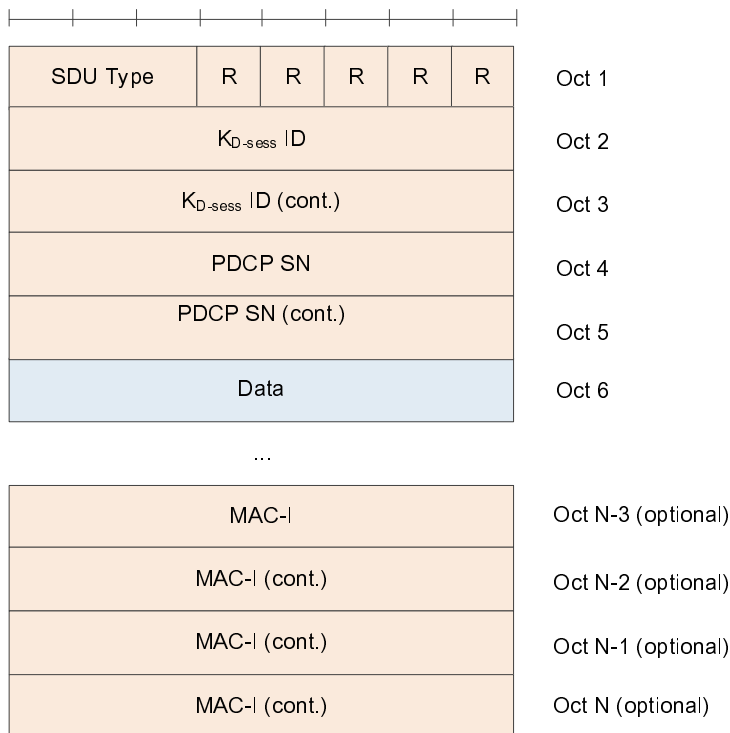 SDU Type R R R R R Oct 1
KD-sess ID Oct 2
KD-sess ID (cont.) Oct 3
PDCP SN Oct 4
PDCP SN (cont.) Oct 5
Data Oct 6
...
MAC-I Oct N-3 (optional)
MAC-I (cont.) Oct N-2 (optional)
MAC-I (cont.) Oct N-1 (optional)
MAC-I (cont.) Oct N (optional)